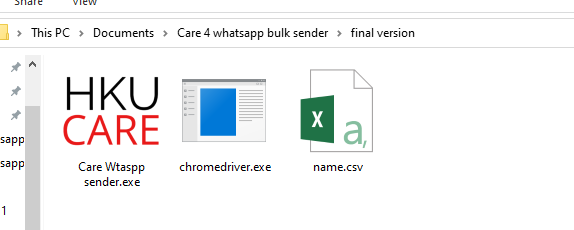 Share
View
This PC > Documents > Care 4 whatsapp bulk sender > final version
HKU
CARE
X
a,
Care Wtaspp
sender.exe
chromedriver.exe
name.csv
sapp
sapp
1